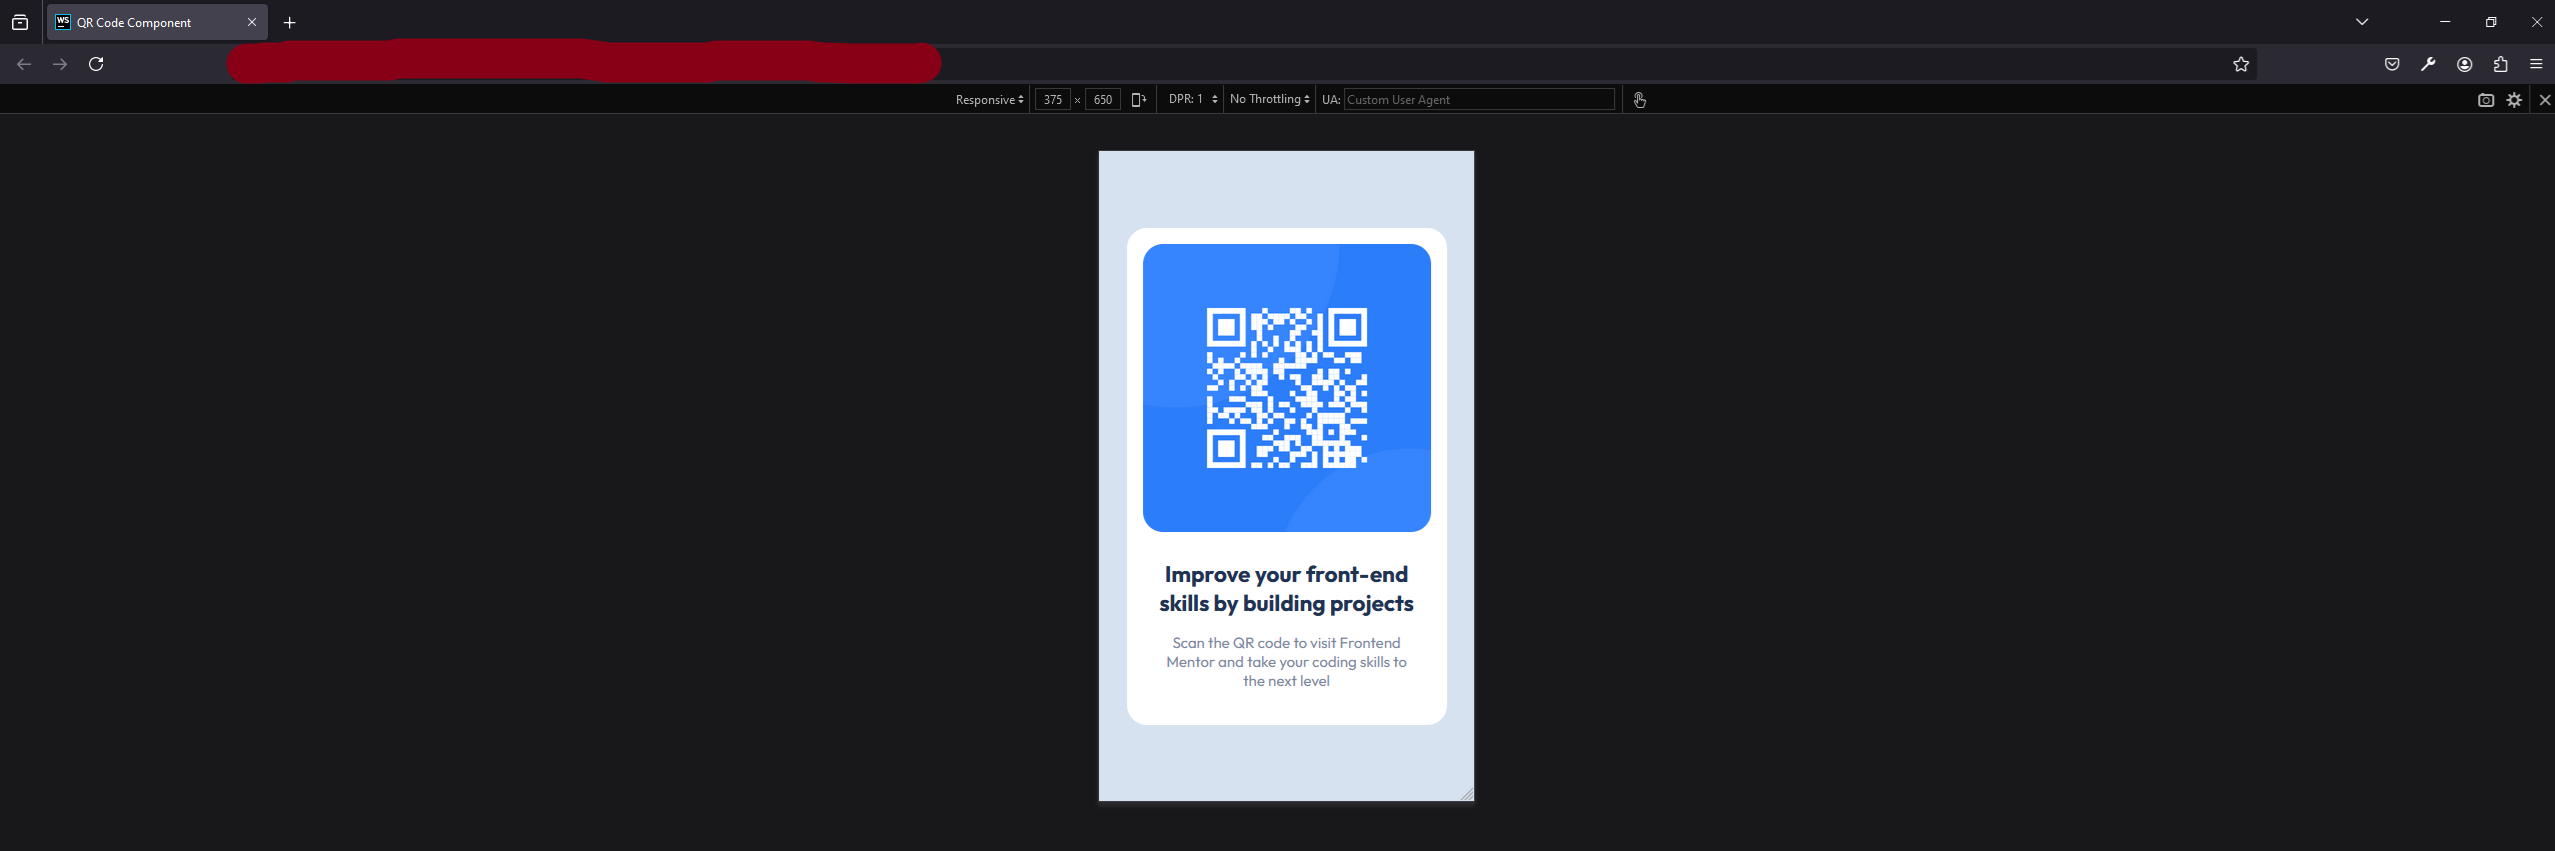 WS QR Code Component
Responsive 375 × 650 DPR: 1 No Throttling UA: Custom User Agent
Improve your front-end
skills by building projects
Scan the QR code to visit Frontend
Mentor and take your coding skills to
the next level